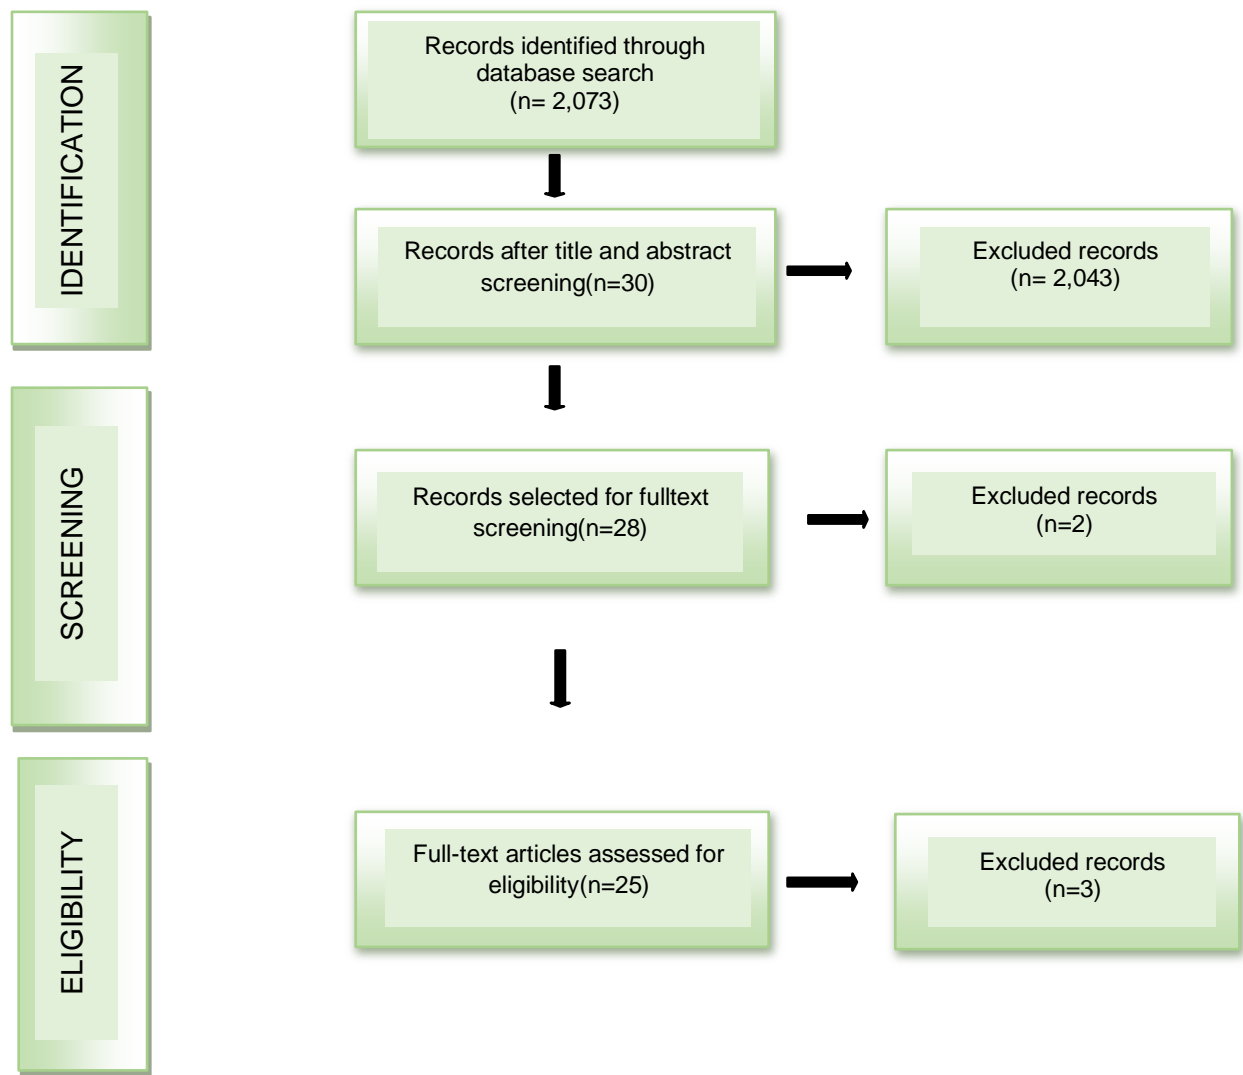 IDENTIFICATION
Records identified through
database search
(n= 2,073)
Records after title and abstract
screening(n=30)
Excluded records
(n= 2,043)
SCREENING
Records selected for fulltext
screening(n=28)
Excluded records
(n=2)
ELIGIBILITY
Full-text articles assessed for
eligibility(n=25)
Excluded records
(n=3)